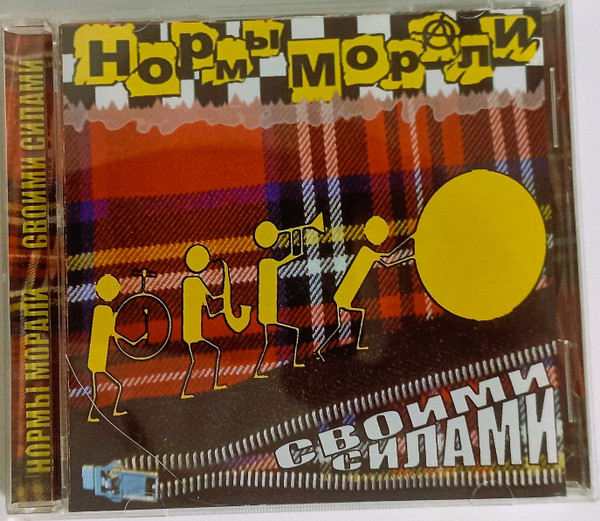 Нормы Морали
НОРМЫ МОРАЛИ СВОИМИ СИЛАМИ
СВОИМИ
СИЛАМИ